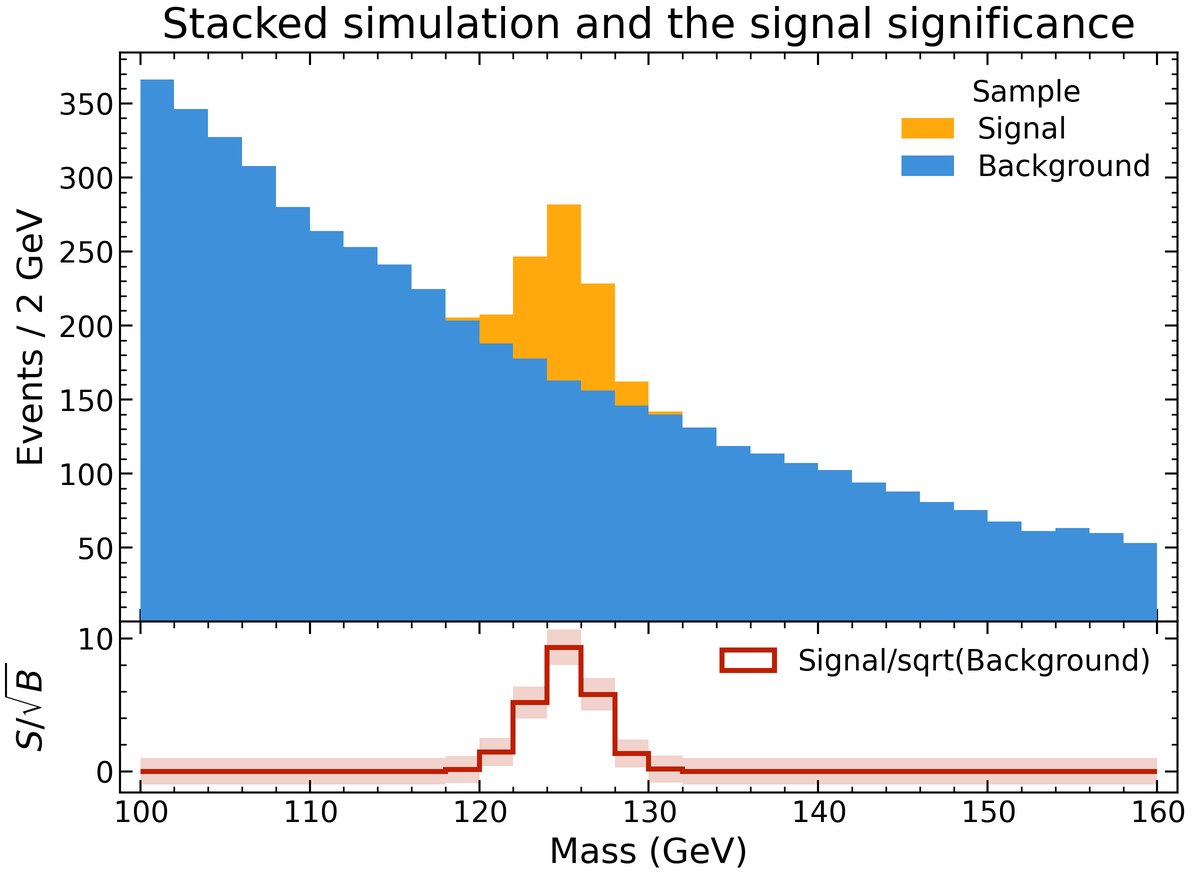 Stacked simulation and the signal significance
Sample
Signal
Background
350
300
250
200
150
100
50
Events / 2 GeV
Signal/sqrt(Background)
10
0
S/√B
100 110 120 130 140 150 160
Mass (GeV)